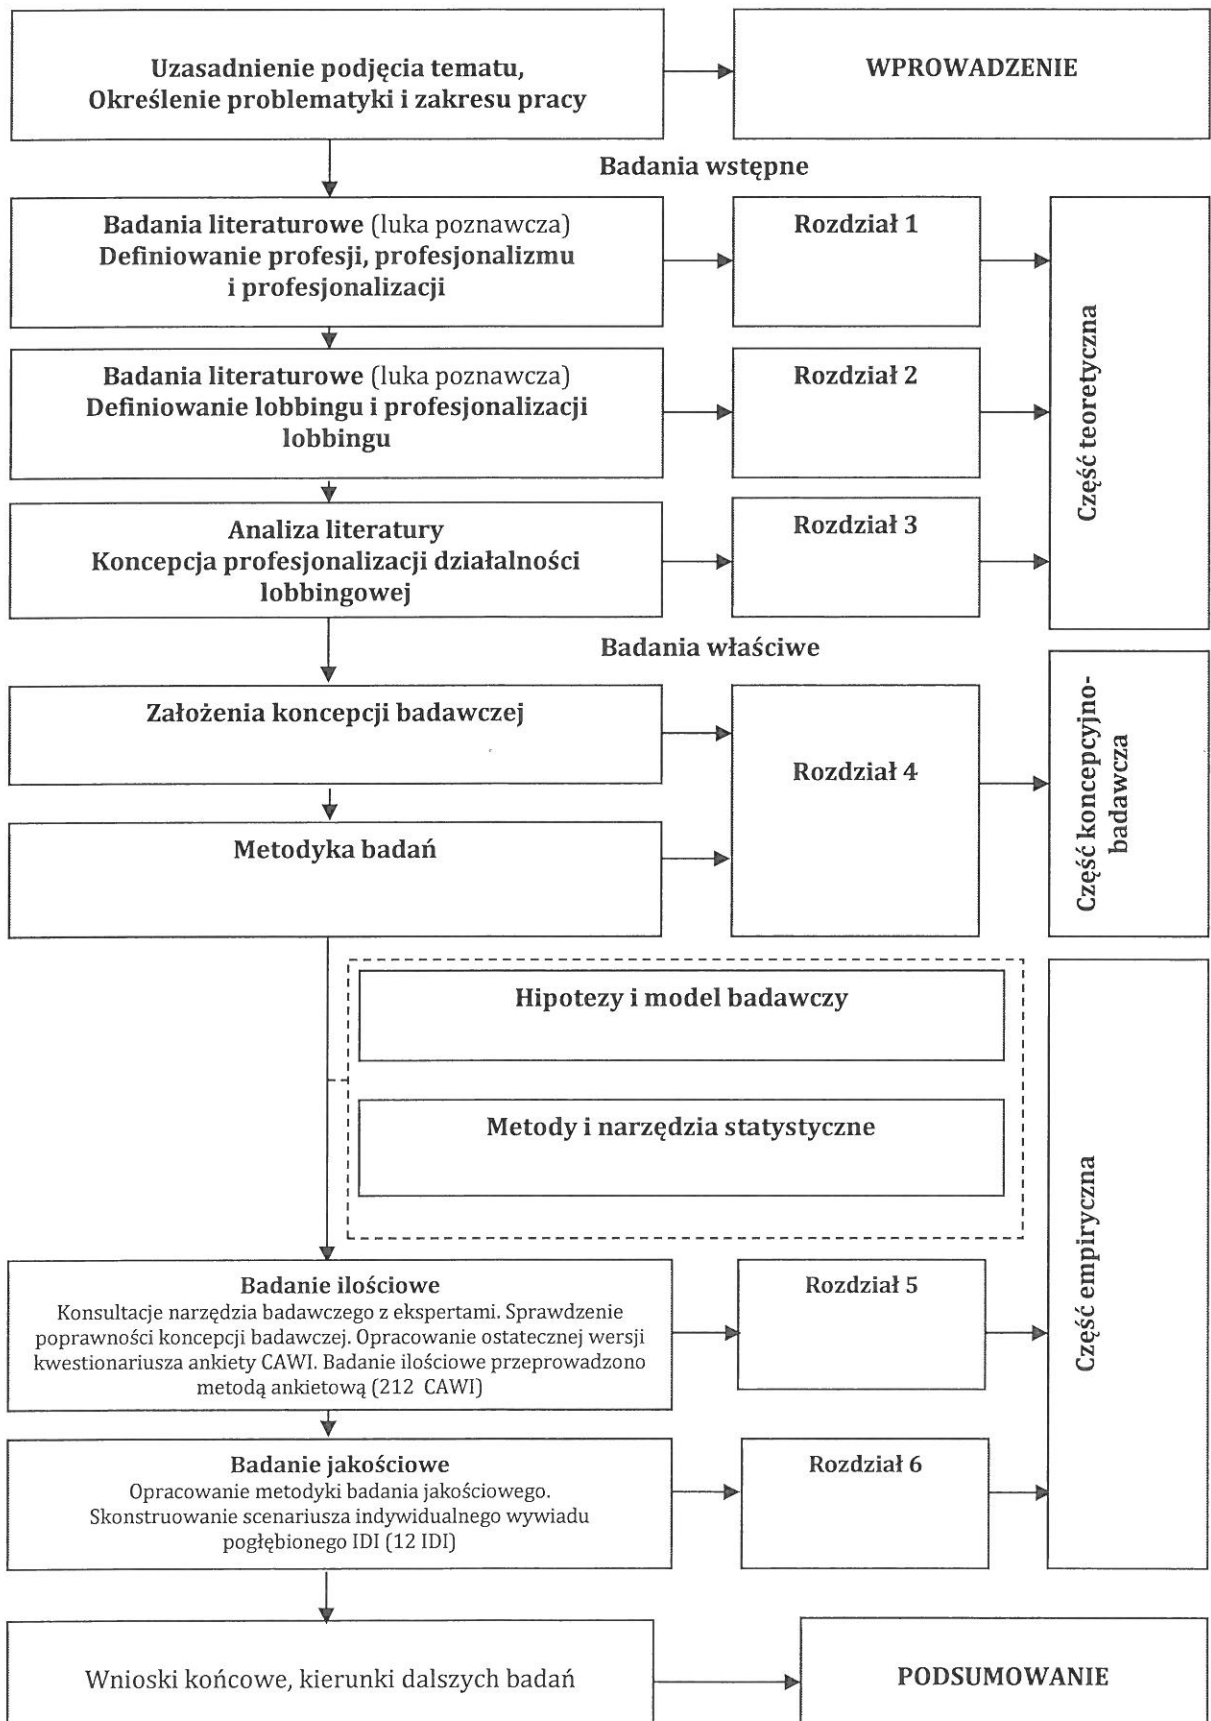 Uzasadnienie podjęcia tematu,
Określenie problematyki i zakresu pracy
WPROWADZENIE
Badania wstępne
Badania literaturowe (luka poznawcza)
Definiowanie profesji, profesjonalizmu
i profesjonalizacji
Rozdział 1
Badania literaturowe (luka poznawcza)
Definiowanie lobbingu i profesjonalizacji
lobbingu
Rozdział 2
Analiza literatury
Koncepcja profesjonalizacji działalności
lobbingowej
Rozdział 3
Część teoretyczna
Badania właściwe
Założenia koncepcji badawczej
Metodyka badań
Rozdział 4
Część koncepcyjno-
badawcza
Hipotezy i model badawczy
Metody i narzędzia statystyczne
Badanie ilościowe
Konsultacje narzędzia badawczego z ekspertami. Sprawdzenie
poprawności koncepcji badawczej. Opracowanie ostatecznej wersji
kwestionariusza ankiety CAWI. Badanie ilościowe przeprowadzono
metodą ankietową (212 CAWI)
Rozdział 5
Badanie jakościowe
Opracowanie metodyki badania jakościowego.
Skonstruowanie scenariusza indywidualnego wywiadu
pogłębionego IDI (12 IDI)
Rozdział 6
Część empiryczna
Wnioski końcowe, kierunki dalszych badań
PODSUMOWANIE